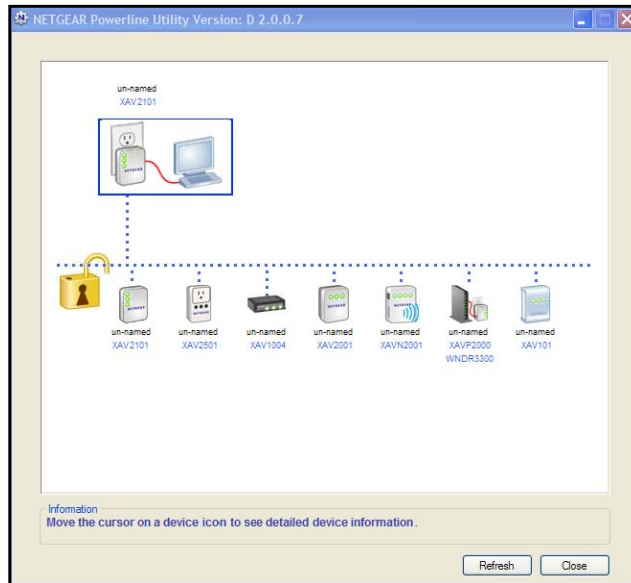 NETGEAR Powerline Utility Version: D 2.0.0.7
un-named
XAV2101
NETGEAR
un-named un-named un-named un-named un-named un-named un-named
XAV2101 XAV2501 XAV1004 XAV2001 XAVN2001 XAVP2000 XAV101
WNDR3300
Information
Move the cursor on a device icon to see detailed device information.
Refresh Close